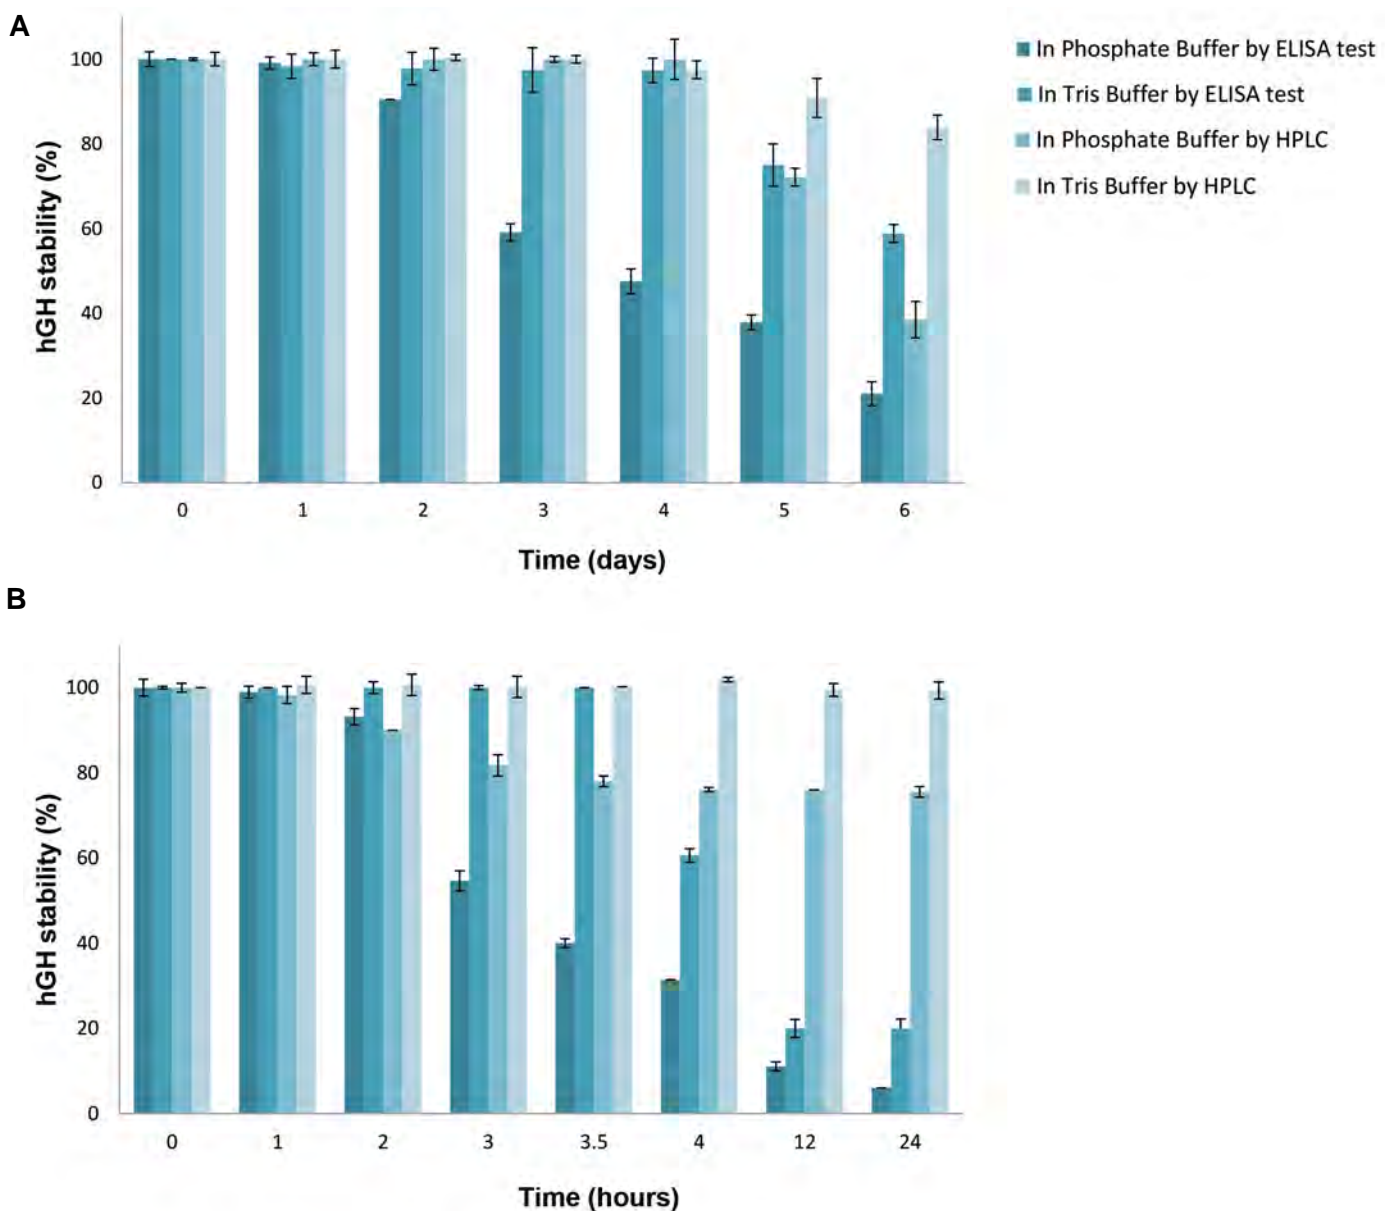 A
In Phosphate Buffer by ELISA test
In Tris Buffer by ELISA test
In Phosphate Buffer by HPLC
In Tris Buffer by HPLC
hGH stability (%)
100
80
60
40
20
0
0 1 2 3 4 5 6
Time (days)
B
hGH stability (%)
100
80
60
40
20
0
0 1 2 3 3.5 4 12 24
Time (hours)